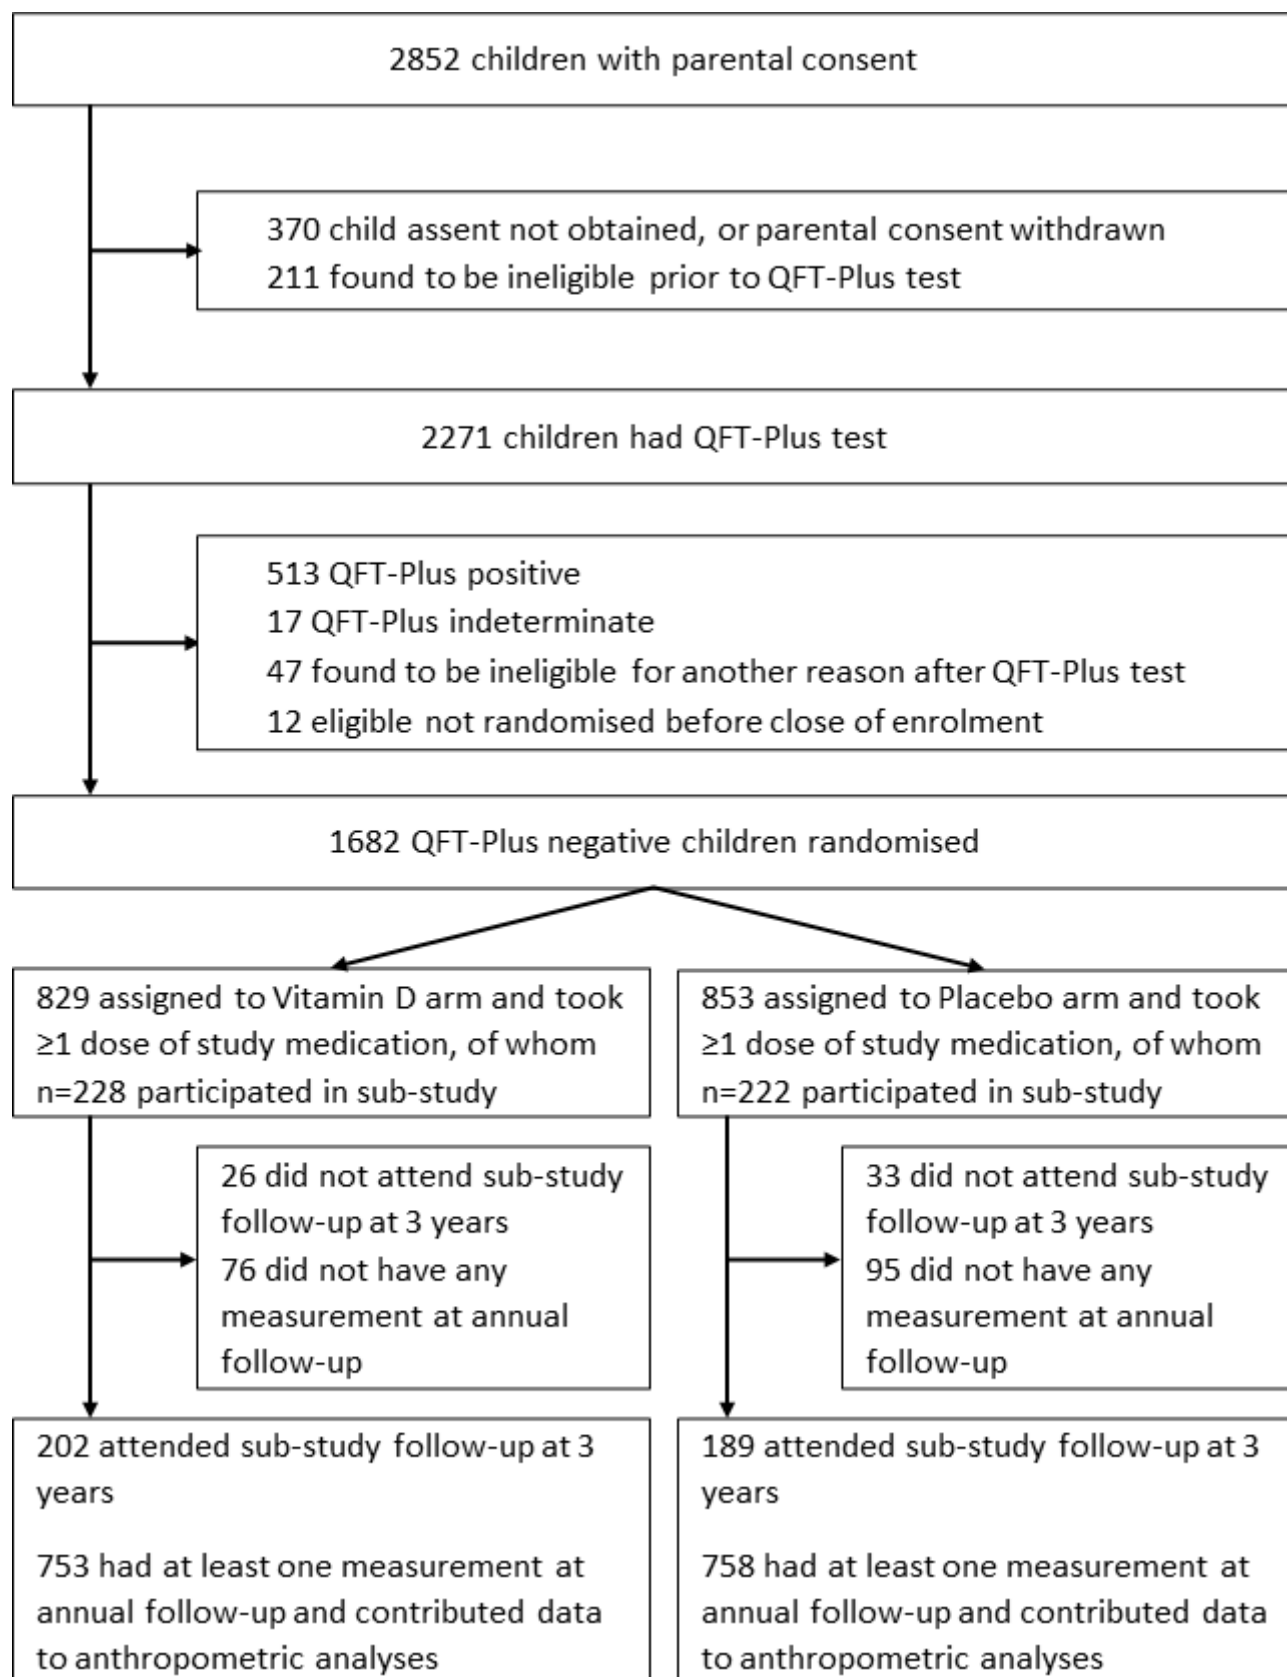 2852 children with parental consent
370 child assent not obtained, or parental consent withdrawn
211 found to be ineligible prior to QFT-Plus test
2271 children had QFT-Plus test
513 QFT-Plus positive
17 QFT-Plus indeterminate
47 found to be ineligible for another reason after QFT-Plus test
12 eligible not randomised before close of enrolment
1682 QFT-Plus negative children randomised
829 assigned to Vitamin D arm and took
≥1 dose of study medication, of whom
n=228 participated in sub-study
853 assigned to Placebo arm and took
≥1 dose of study medication, of whom
n=222 participated in sub-study
26 did not attend sub-study
follow-up at 3 years
76 did not have any
measurement at annual
follow-up
33 did not attend sub-study
follow-up at 3 years
95 did not have any
measurement at annual
follow-up
202 attended sub-study follow-up at 3
years
753 had at least one measurement at
annual follow-up and contributed data
to anthropometric analyses
189 attended sub-study follow-up at 3
years
758 had at least one measurement at
annual follow-up and contributed data
to anthropometric analyses